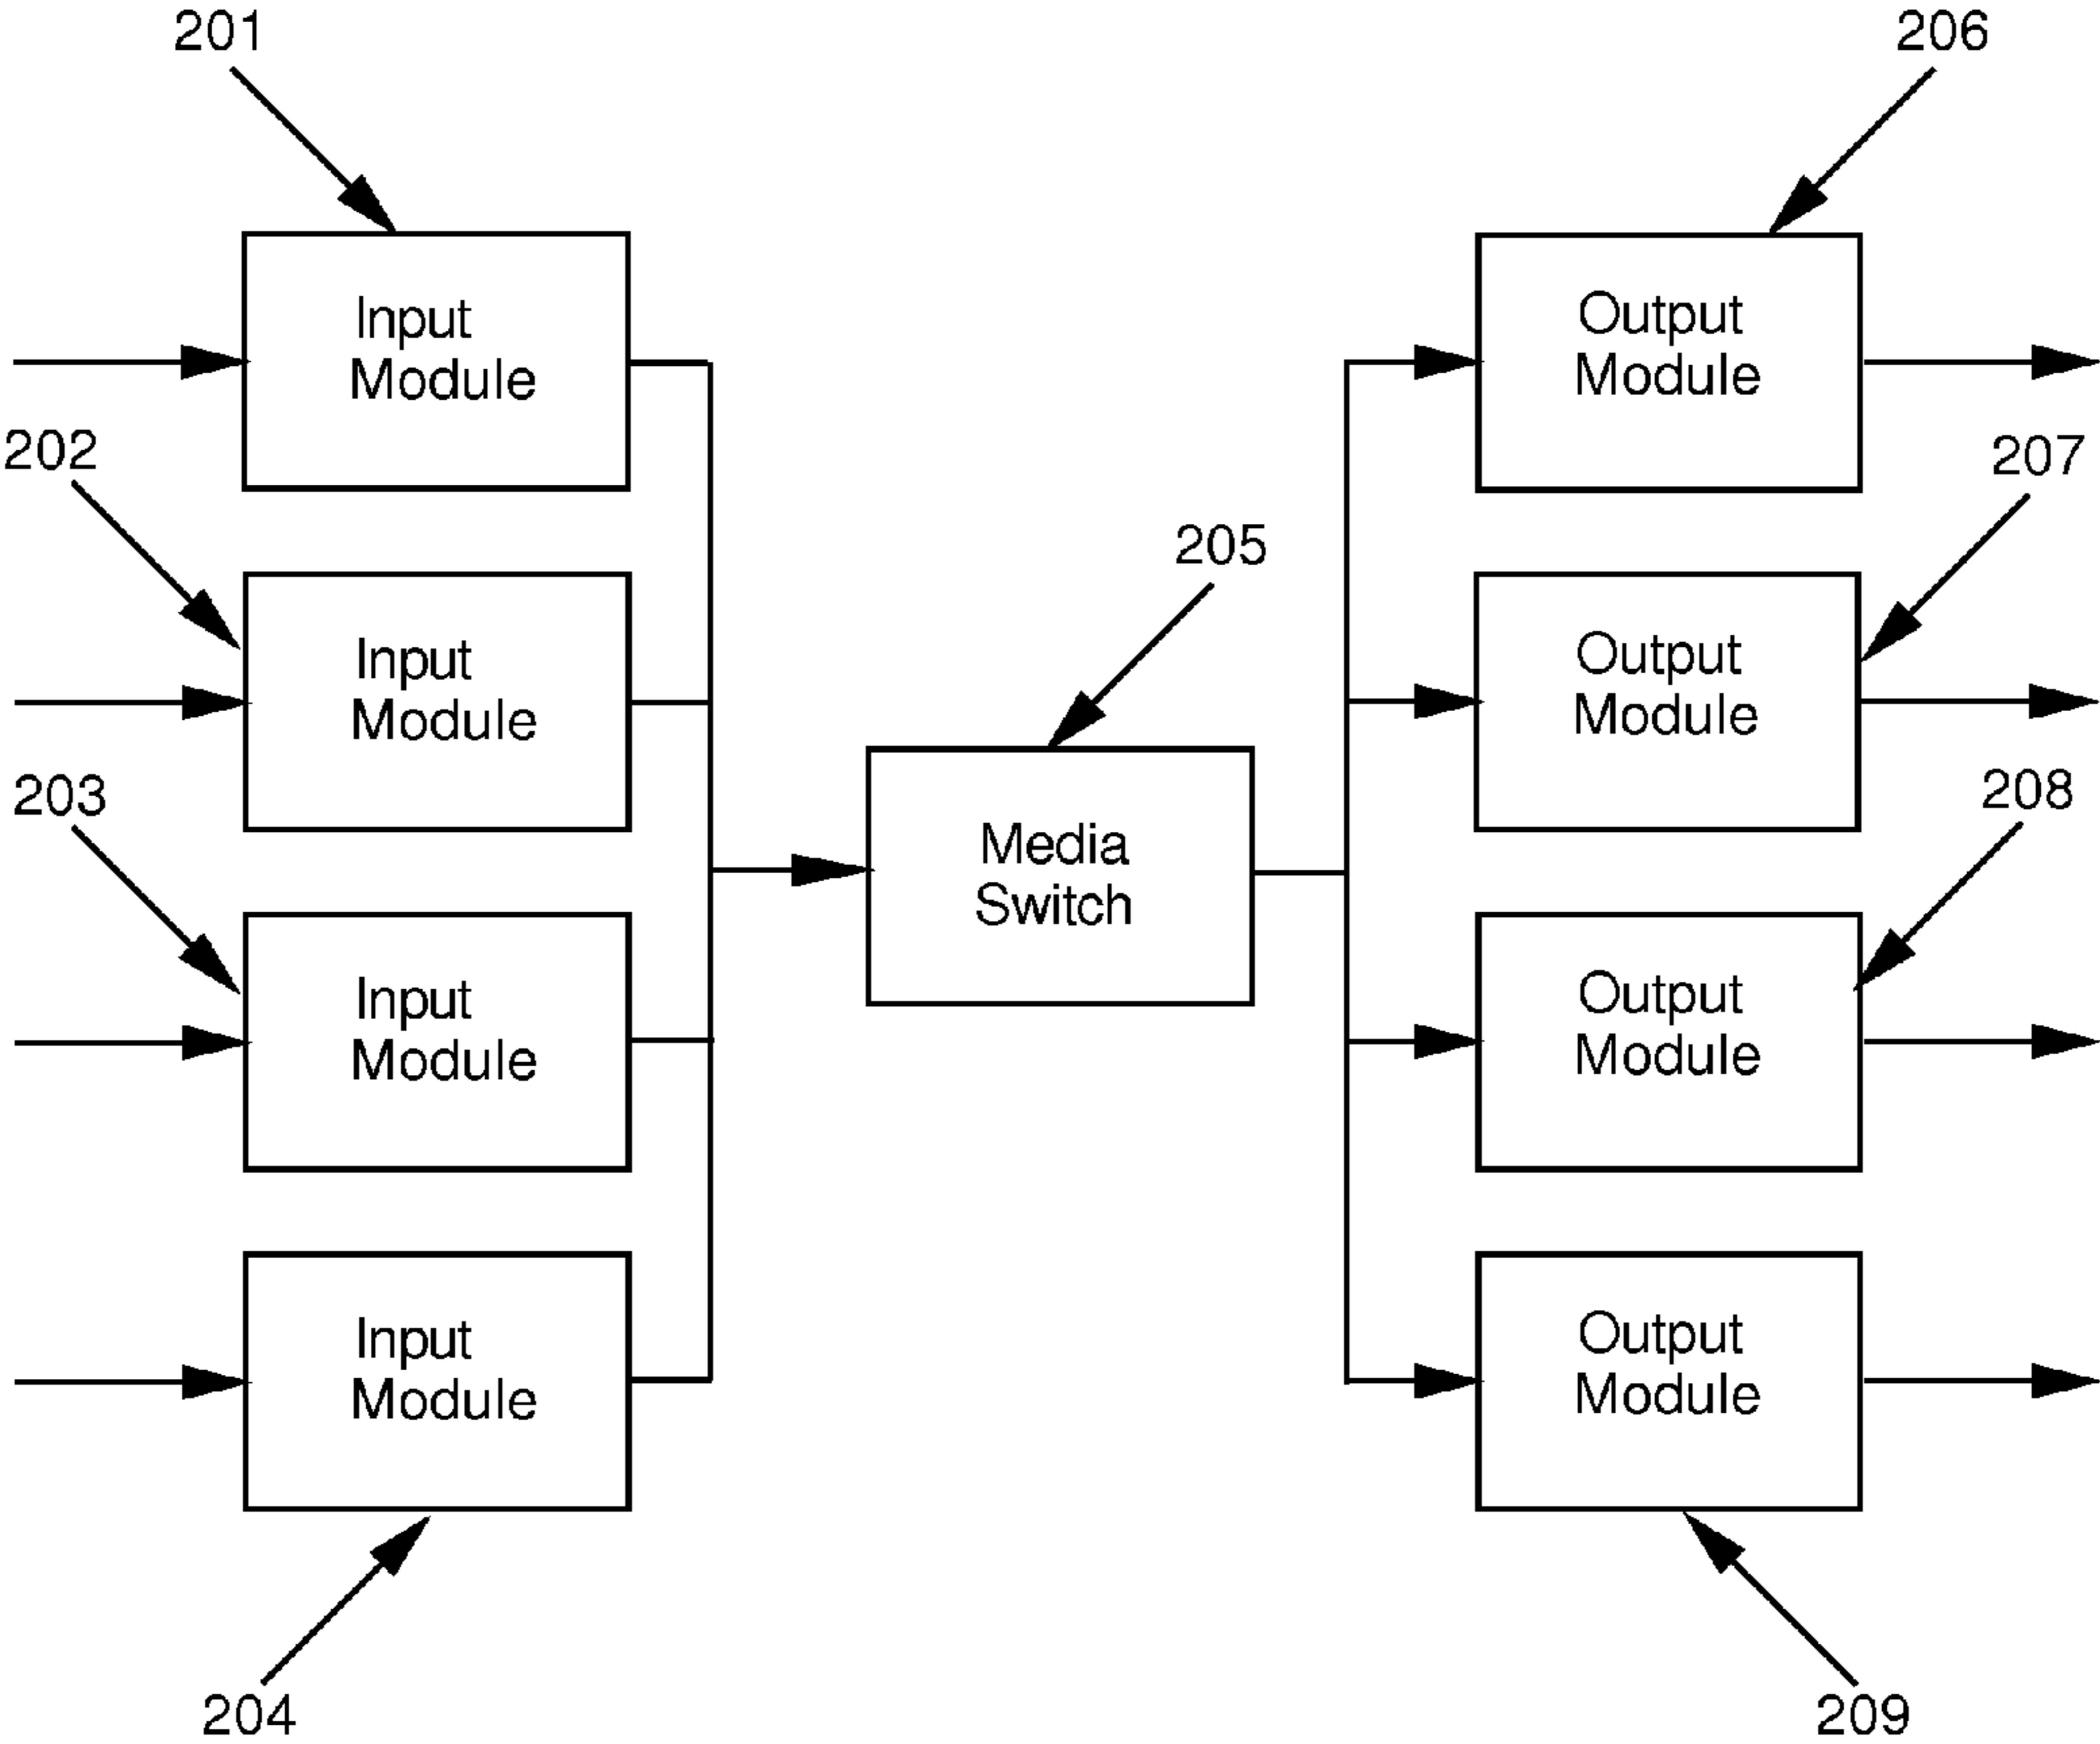 201
206
Input
Module
Output
Module
202
207
205
Input
Module
Output
Module
203
208
Media
Switch
Input
Module
Output
Module
Input
Module
Output
Module
204
209